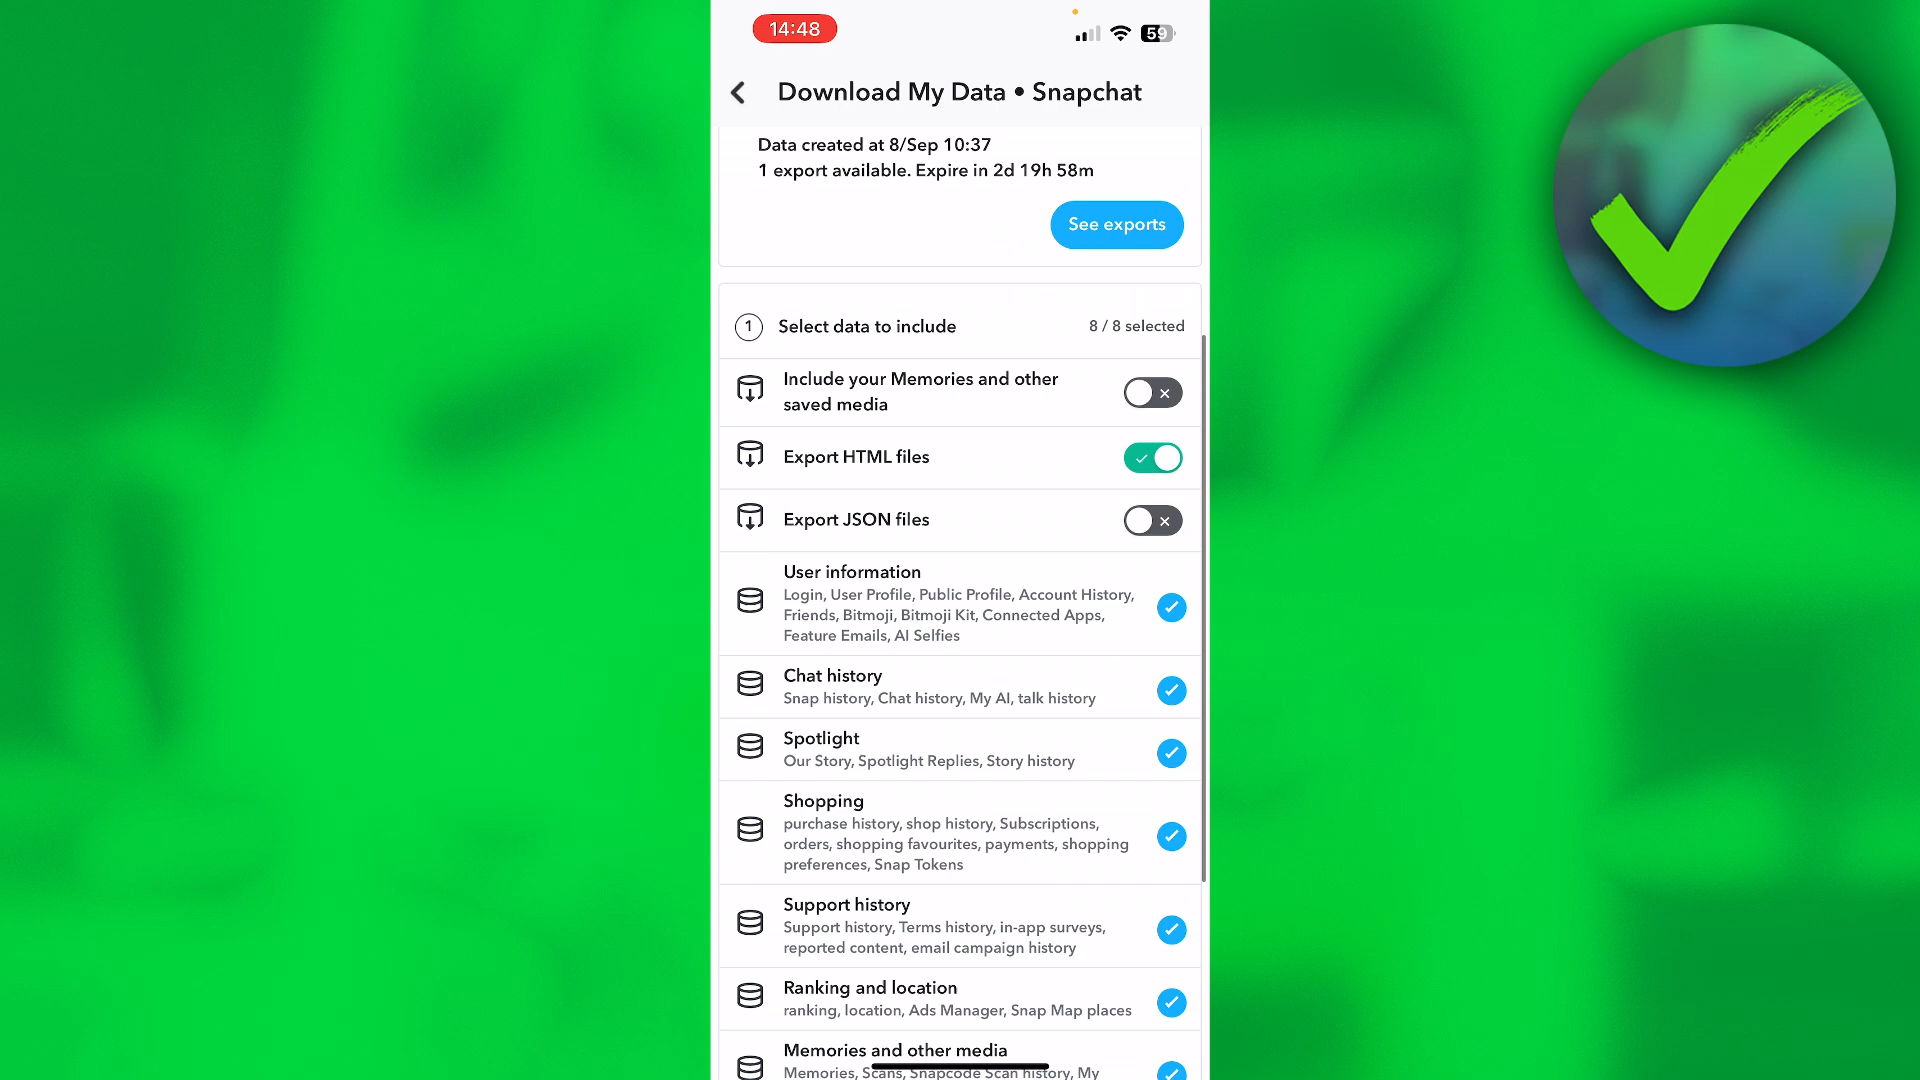 14:48
59
Download My Data • Snapchat
Data created at 8/Sep 10:37
1 export available. Expire in 2d 19h 58m
See exports
1 Select data to include 8 / 8 selected
Include your Memories and other
saved media
Export HTML files
Export JSON files
User information
Login, User Profile, Public Profile, Account History,
Friends, Bitmoji, Bitmoji Kit, Connected Apps,
Feature Emails, AI Selfies
Chat history
Snap history, Chat history, My AI, talk history
Spotlight
Our Story, Spotlight Replies, Story history
Shopping
purchase history, shop history, Subscriptions,
orders, shopping favourites, payments, shopping
preferences, Snap Tokens
Support history
Support history, Terms history, in-app surveys,
reported content, email campaign history
Ranking and location
ranking, location, Ads Manager, Snap Map places
Memories and other media
Memories, Scans, Snapcode Scan history, My